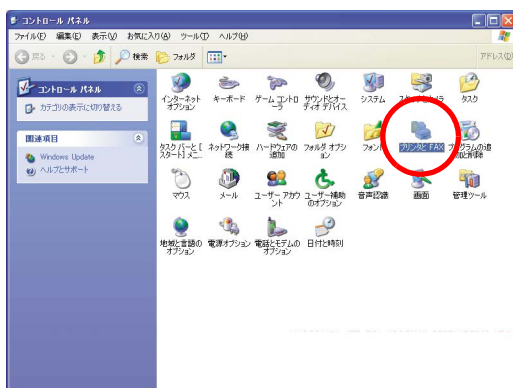 コントロール パネル
ファイル(F) 編集(E) 表示(V) お気に入り(A) ツール(T) ヘルプ(H)
戻る 検索 フォルダ アドレス(D)
コントロール パネル
カテゴリの表示に切り替える
関連項目
Windows Update
ヘルプとサポート
インターネット オプション
キーボード
ゲーム コントローラ
サウンドとオーディオ デバイス
システム
タスク
タスク バーと [スタート] メニ...
ネットワーク接続
ハードウェアの追加
フォルダ オプション
フォント
プリンタと FAX
プログラムの追加と削除
マウス
メール
ユーザー アカウント
ユーザー補助のオプション
音声認識
画面
管理ツール
地域と言語のオプション
電源オプション
電話とモデムのオプション
日付と時刻